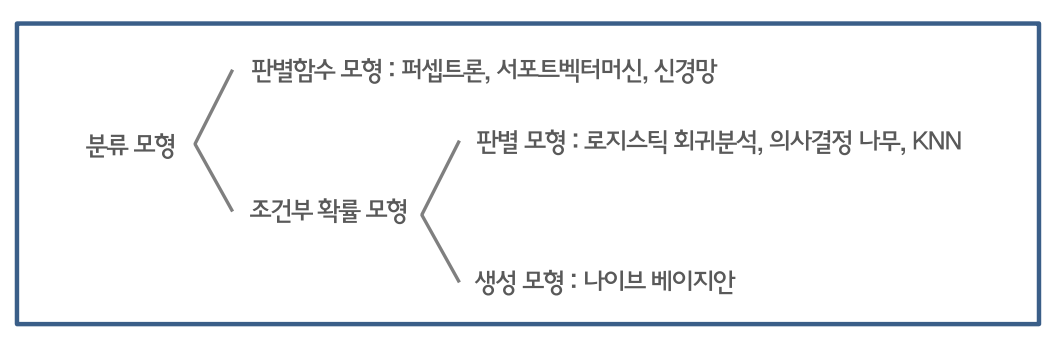 판별함수 모형 : 퍼셉트론, 서포트벡터머신, 신경망
분류 모형
판별 모형 : 로지스틱 회귀분석, 의사결정 나무, KNN
조건부 확률 모형
생성 모형 : 나이브 베이지안